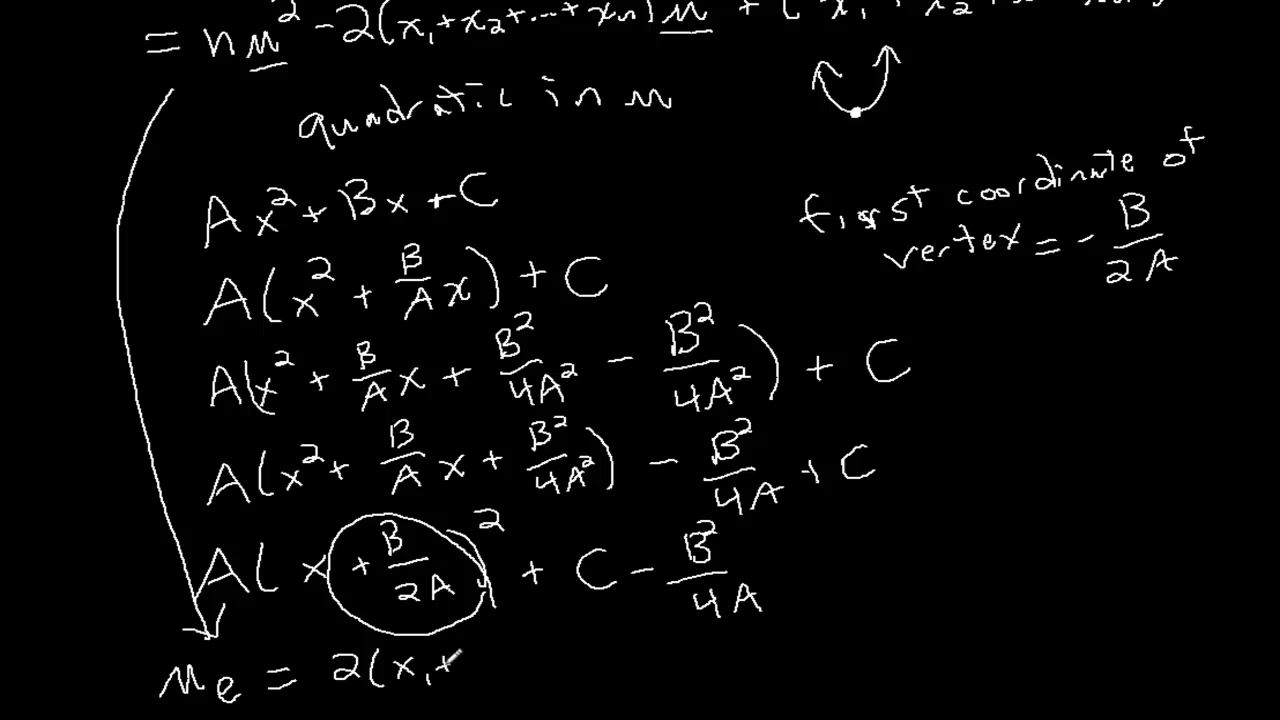 = nm² - 2(x₁+x₂+...+xₙ)m + (x₁
quadratic in m
first coordinate of
vertex = - B/2A
Ax² + Bx + C
A(x² + B/A x) + C
A(x² + B/A x + B²/4A² - B²/4A²) + C
A(x² + B/A x + B²/4A²) - B²/4A + C
A(x + B/2A)² + C - B²/4A
mₑ = 2(x₁+